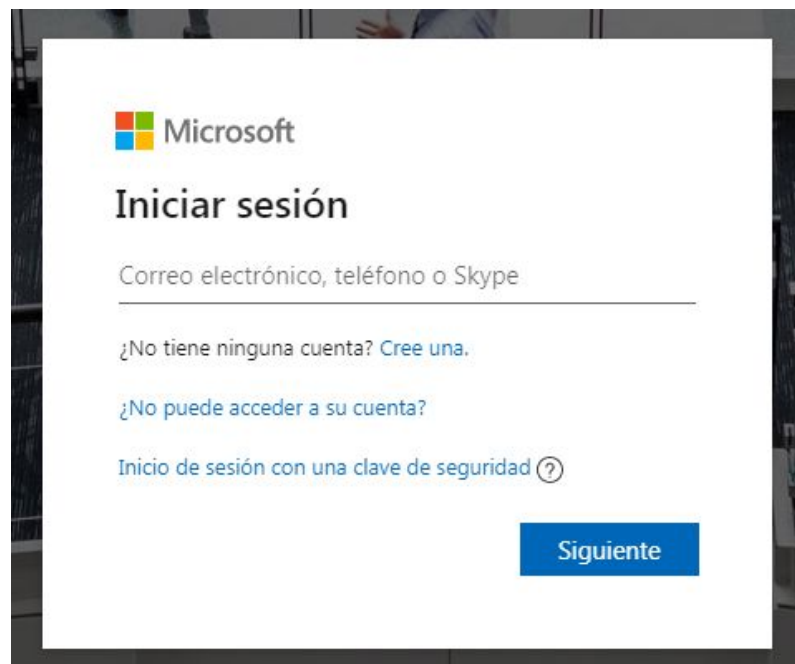 Microsoft
Iniciar sesión
Correo electrónico, teléfono o Skype
¿No tiene ninguna cuenta? Cree una.
¿No puede acceder a su cuenta?
Inicio de sesión con una clave de seguridad ?
Siguiente